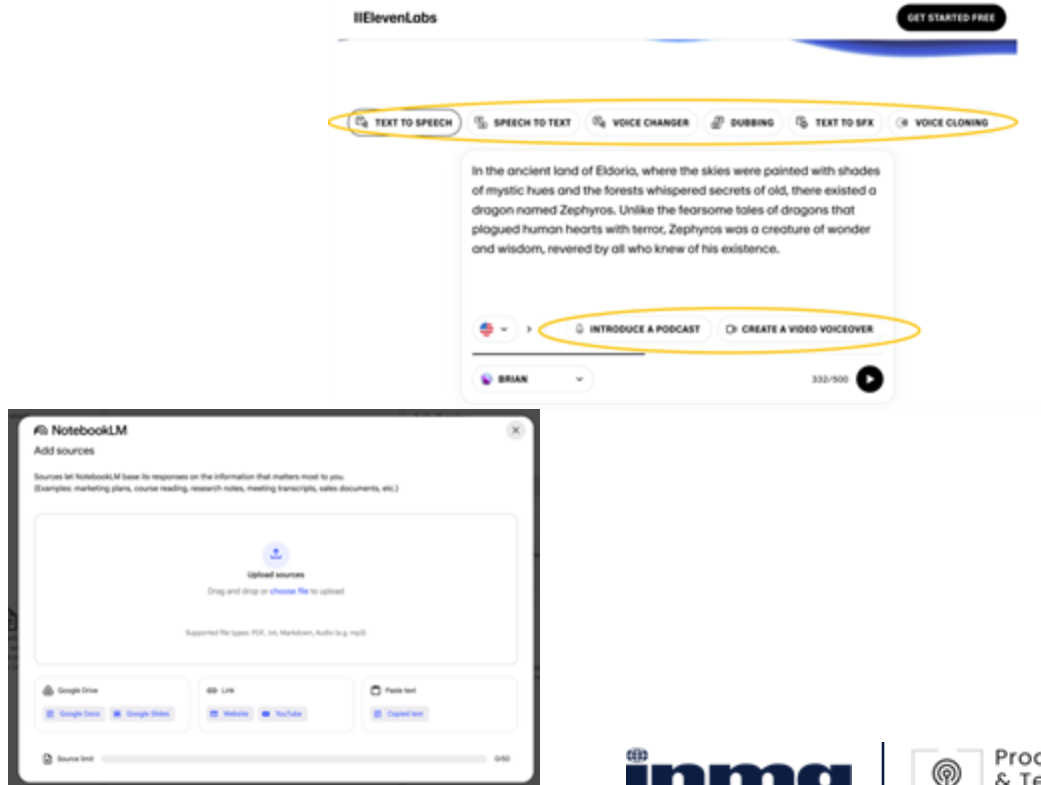 IIElevenLabs
GET STARTED FREE
TEXT TO SPEECH
SPEECH TO TEXT
VOICE CHANGER
DUBBING
TEXT TO SFX
VOICE CLONING
In the ancient land of Eldoria, where the skies were painted with shades
of mystic hues and the forests whispered secrets of old, there existed a
dragon named Zephyros. Unlike the fearsome tales of dragons that
plagued human hearts with terror, Zephyros was a creature of wonder
and wisdom, revered by all who knew of his existence.
INTRODUCE A PODCAST
CREATE A VIDEO VOICEOVER
BRIAN
332/500
NotebookLM
Add sources
Sources let NotebookLM base its responses on the information that matters most to you.
(Examples: marketing plans, course reading, research notes, meeting transcripts, sales documents, etc.)
Upload sources
Drag and drop or choose file to upload
Supported file types: PDF, .txt, Markdown, Audio (e.g. mp3)
Google Drive
Google Docs
Google Slides
Link
Website
YouTube
Paste text
Copied text
Source limit
0/50
inma
Proc
& Te